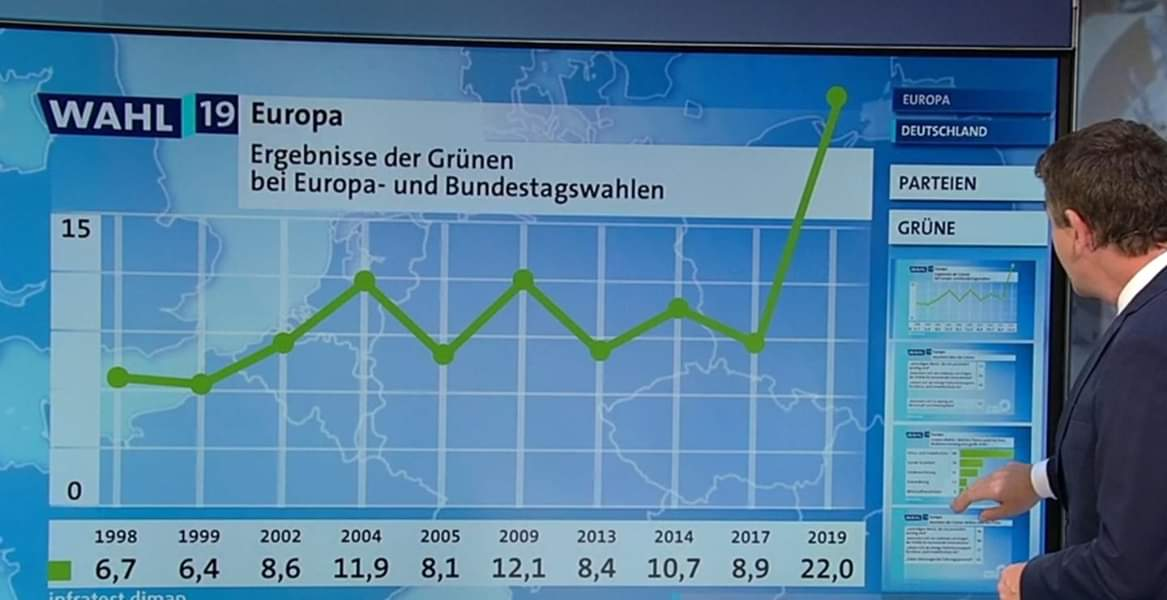 WAHL 19 Europa
Ergebnisse der Grünen
bei Europa- und Bundestagswahlen
EUROPA
DEUTSCHLAND
PARTEIEN
GRÜNE
15
0
1998 1999 2002 2004 2005 2009 2013 2014 2017 2019
6,7 6,4 8,6 11,9 8,1 12,1 8,4 10,7 8,9 22,0
infratest dimap